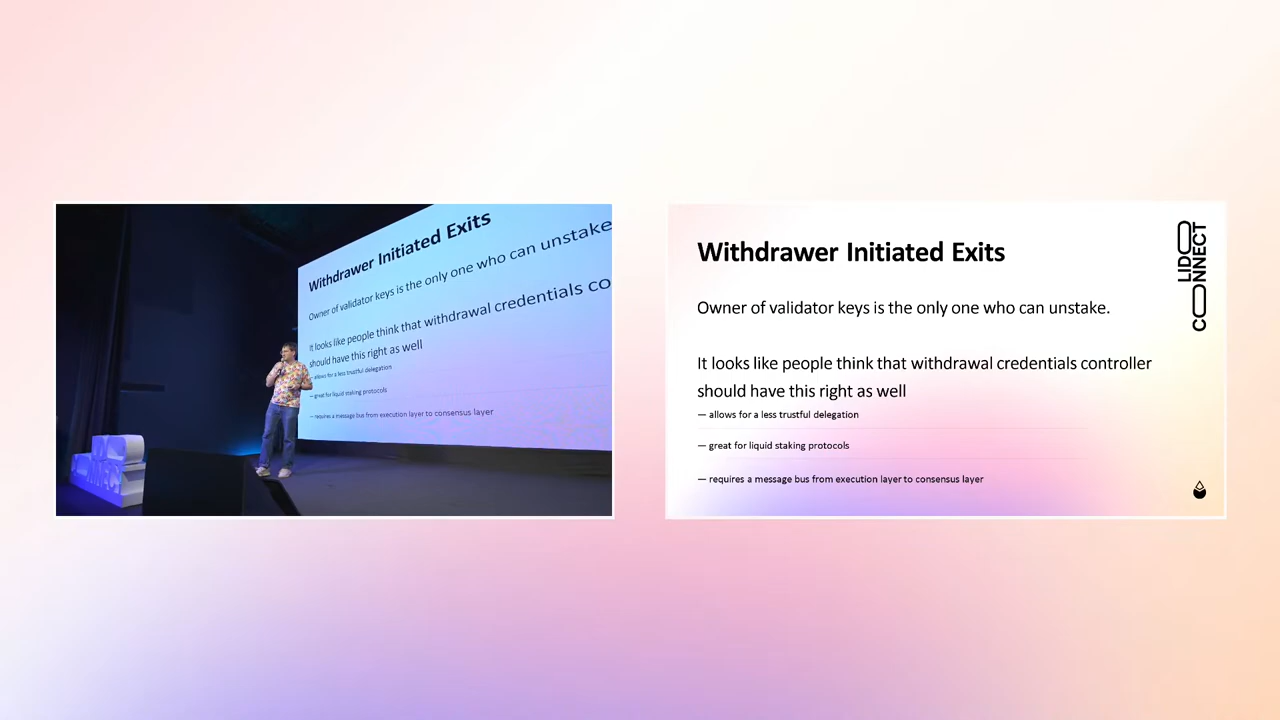 Withdrawer Initiated Exits
Owner of validator keys is the only one who can unstake
It looks like people think that withdrawal credentials co
should have this right as well
allows for a less trustful delegation
— great for liquid staking protocols
— requires a message bus from execution layer to consensus layer
Withdrawer Initiated Exits
Owner of validator keys is the only one who can unstake.
It looks like people think that withdrawal credentials controller
should have this right as well
— allows for a less trustful delegation
— great for liquid staking protocols
— requires a message bus from execution layer to consensus layer
LIDO
CONNECT